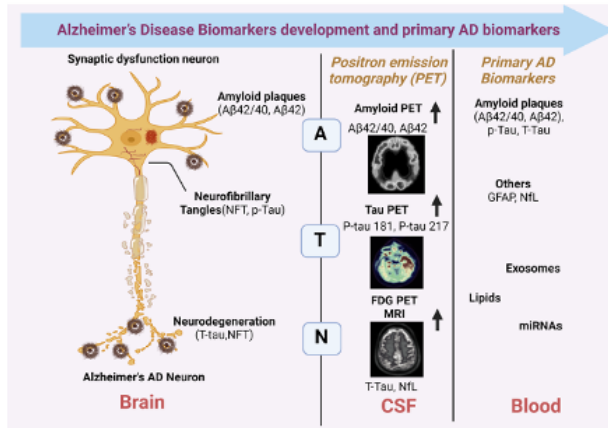 Alzheimer's Disease Biomarkers development and primary AD biomarkers
Synaptic dysfunction neuron
Amyloid plaques
(Aβ42/40, Aβ42)
Neurofibrillary
Tangles(NFT, p-Tau)
Neurodegeneration
(T-tau,NFT)
Alzheimer's AD Neuron
Brain
A
T
N
Positron emission
tomography (PET)
Amyloid PET
Aβ42/40, Aβ42
Tau PET
P-tau 181, P-tau 217
FDG PET
MRI
T-Tau, NfL
CSF
Primary AD
Biomarkers
Amyloid plaques
(Aβ42/40, Aβ42),
p-Tau, T-Tau
Others
GFAP, NfL
Exosomes
Lipids
miRNAs
Blood